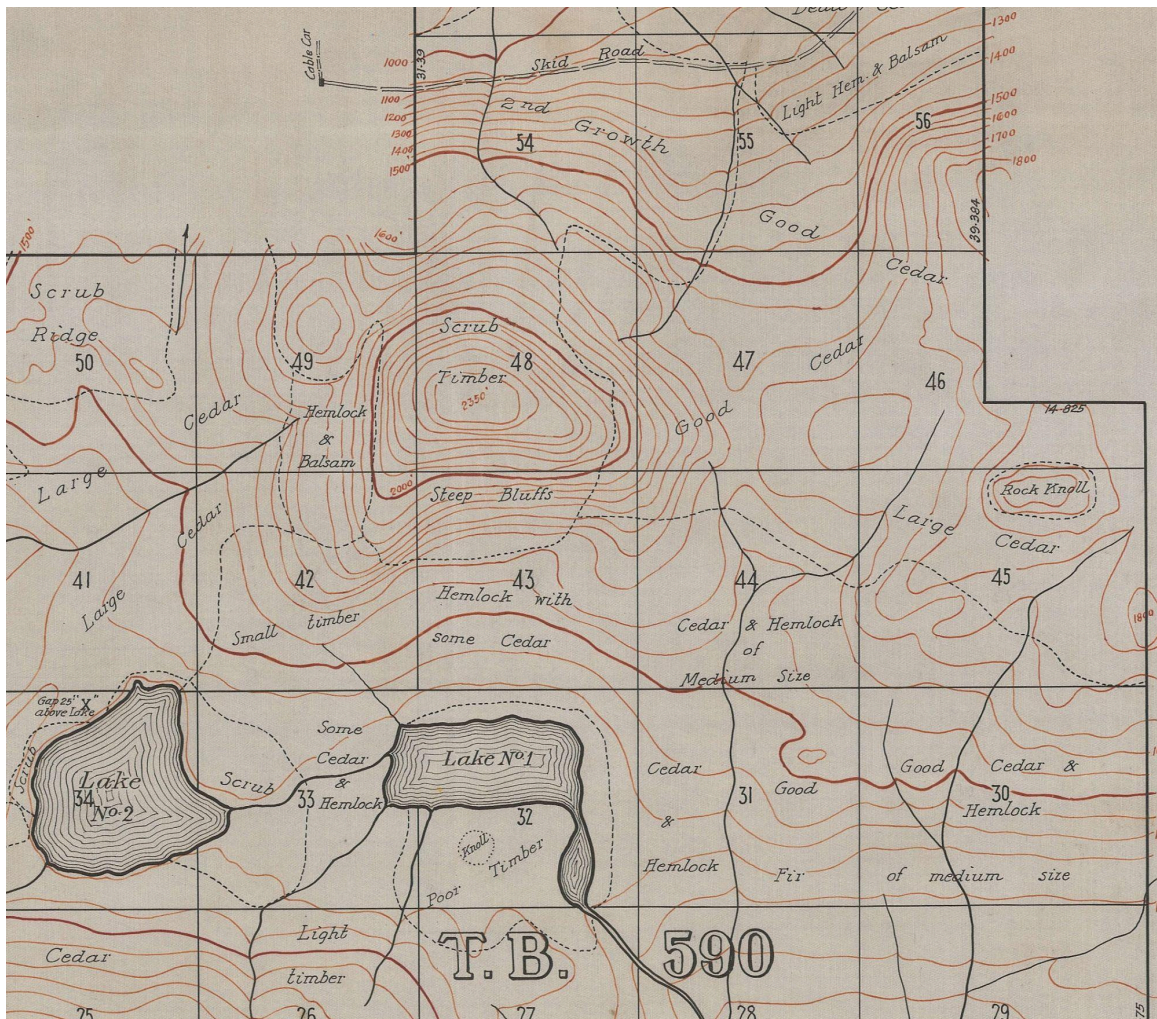 Cable Car
31-39
1000
1100
1200
1300
1400
1500'
Skid Road
2nd
Growth
54
55
Light Hem. & Balsam
1300
1400
1500
1600
1700
1800
56
39·384
1500'
1600'
Good
Cedar
Scrub
Ridge
50
49
Scrub
48
Timber
2350'
47
Cedar
46
14-825
Cedar
Hemlock
&
Balsam
Good
Large
2000
Steep Bluffs
Rock Knoll
Cedar
Large
Cedar
41
42
43
44
45
Large
Small timber
Hemlock with
some Cedar
Cedar & Hemlock
of
Medium Size
1800
Gap 25" "X"
above Lake
Scrub
Lake
34
No. 2
Scrub
Some
Cedar
&
Hemlock
33
Lake No. 1
32
Knoll
Poor Timber
Cedar
&
Hemlock
31
Good
Fir
Good
Cedar &
30
Hemlock
of medium size
Cedar
Light
timber
T. B. 590
25
26
27
28
29
75